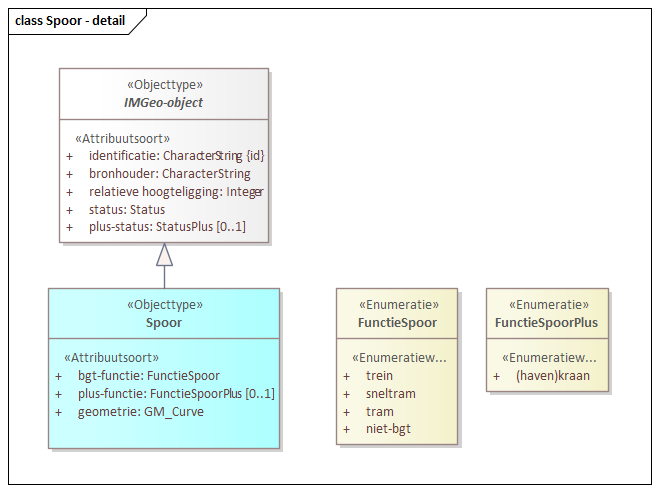 class Spoor - detail
«Objecttype»
IMGeo-object
«Attribuutsoort»
+ identificatie: CharacterString {id}
+ bronhouder: CharacterString
+ relatieve hoogteligging: Integer
+ status: Status
+ plus-status: StatusPlus [0..1]
«Objecttype»
Spoor
«Attribuutsoort»
+ bgt-functie: FunctieSpoor
+ plus-functie: FunctieSpoorPlus [0..1]
+ geometrie: GM_Curve
«Enumeratie»
FunctieSpoor
«Enumeratiew...
+ trein
+ sneltram
+ tram
+ niet-bgt
«Enumeratie»
FunctieSpoorPlus
«Enumeratiew...
+ (haven)kraan